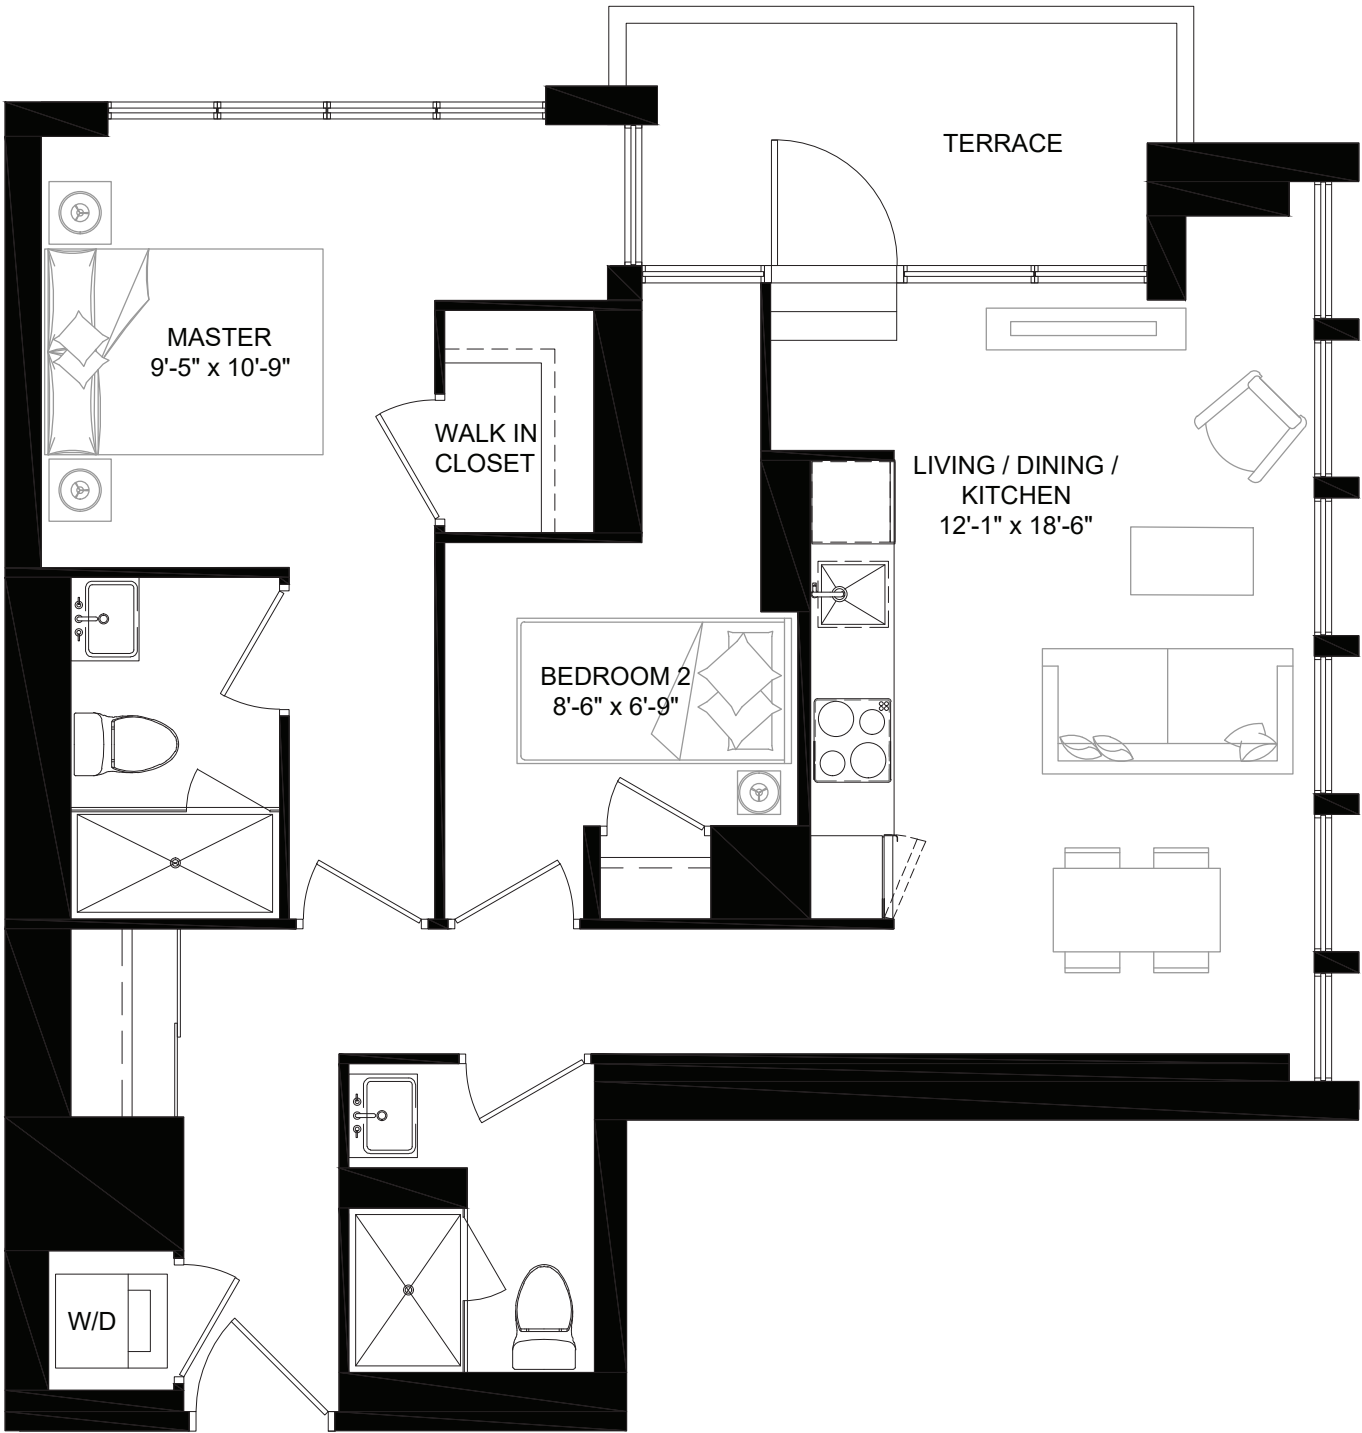 TERRACE
MASTER
9'-5" x 10'-9"
WALK IN
CLOSET
LIVING / DINING /
KITCHEN
12'-1" x 18'-6"
BEDROOM 2
8'-6" x 6'-9"
W/D